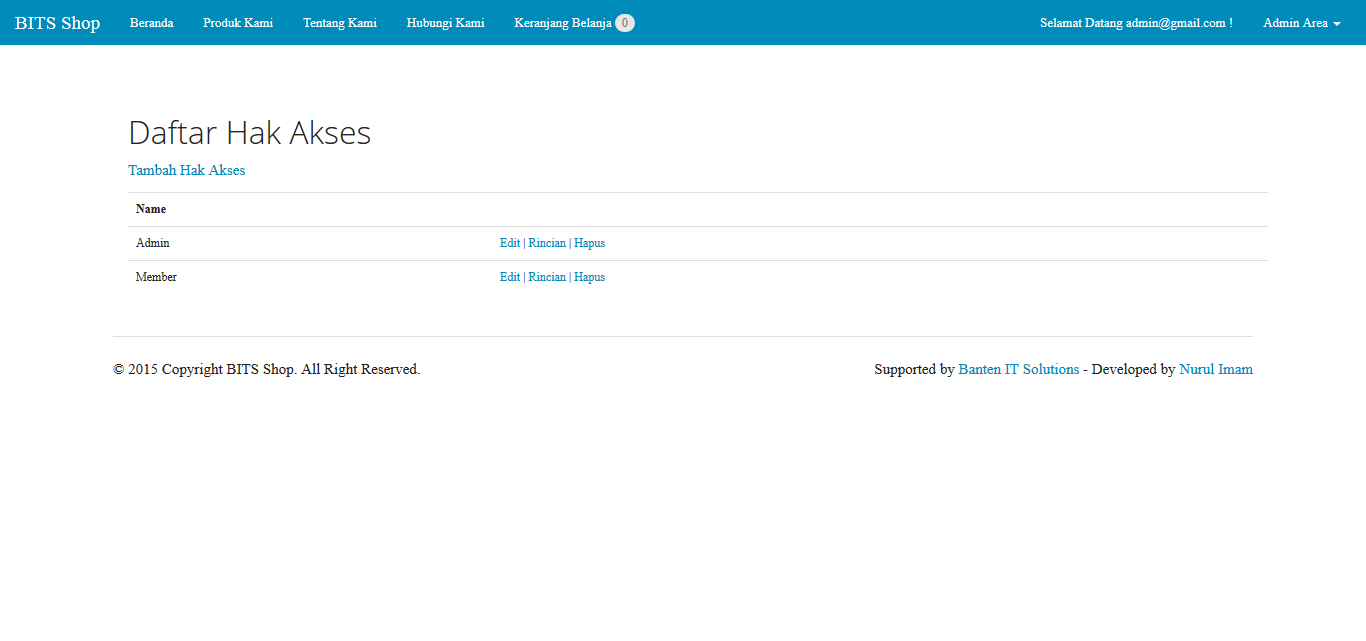 BITS Shop Beranda Produk Kami Tentang Kami Hubungi Kami Keranjang Belanja 0 Selamat Datang admin@gmail.com ! Admin Area
Daftar Hak Akses
Tambah Hak Akses
Name
Admin Edit | Rincian | Hapus
Member Edit | Rincian | Hapus
© 2015 Copyright BITS Shop. All Right Reserved. Supported by Banten IT Solutions - Developed by Nurul Imam